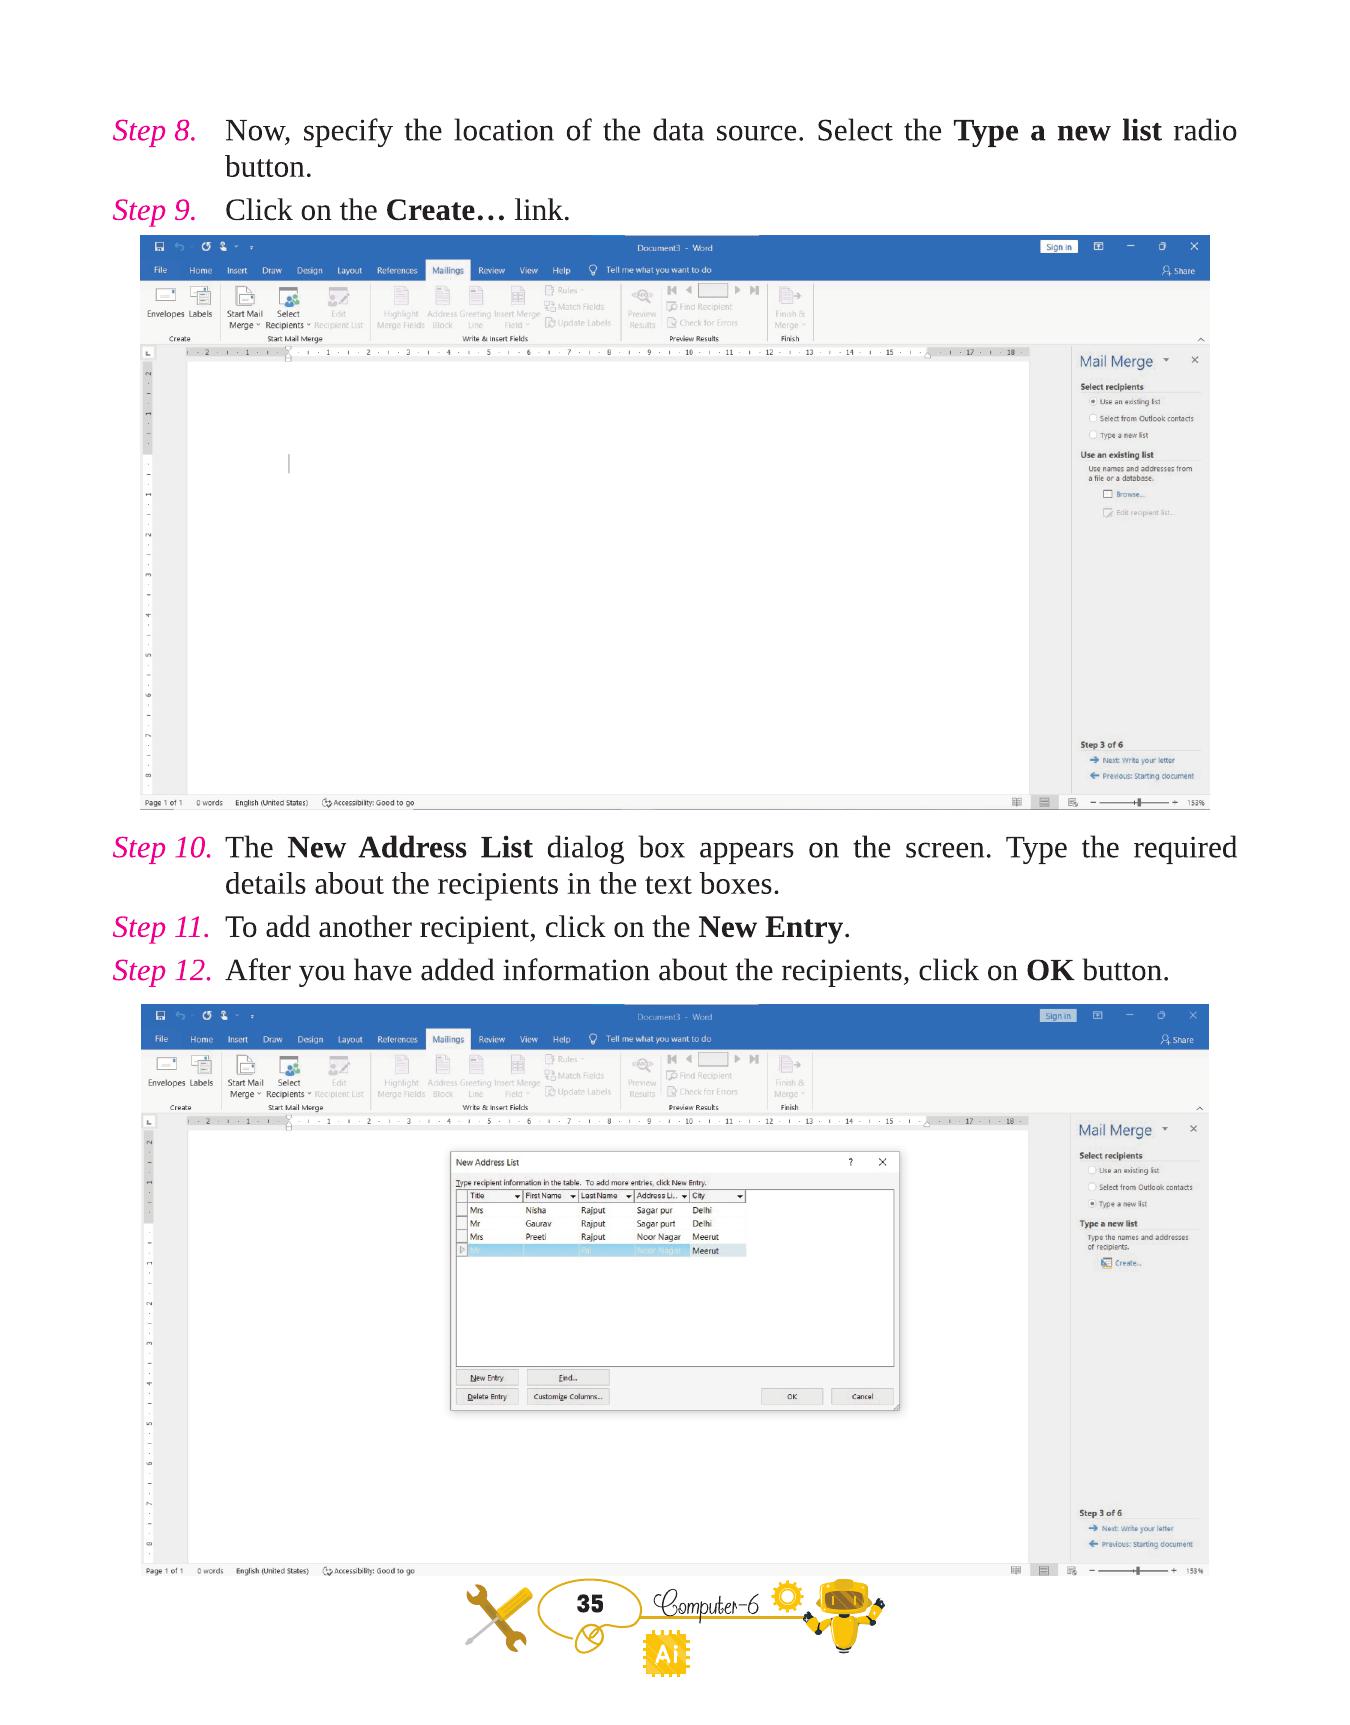 Step 8. Now, specify the location of the data source. Select the Type a new list radio
button.
Step 9. Click on the Create… link.
Document3 - Word
Sign in
File Home Insert Draw Design Layout References Mailings Review View Help Tell me what you want to do Share
Envelopes Labels Start Mail Merge Select Recipients Edit Recipient List Highlight Merge Fields Address Block Greeting Line Insert Merge Field Rules Match Fields Update Labels Preview Results Find Recipient Check for Errors Finish & Merge
Create Start Mail Merge Write & Insert Fields Preview Results Finish
Mail Merge
Select recipients
Use an existing list
Select from Outlook contacts
Type a new list
Use an existing list
Use names and addresses from
a file or a database.
Browse...
Edit recipient list...
Step 3 of 6
Next: Write your letter
Previous: Starting document
Page 1 of 1 0 words English (United States) Accessibility: Good to go 153%
Step 10. The New Address List dialog box appears on the screen. Type the required
details about the recipients in the text boxes.
Step 11. To add another recipient, click on the New Entry.
Step 12. After you have added information about the recipients, click on OK button.
Document3 - Word
Sign in
File Home Insert Draw Design Layout References Mailings Review View Help Tell me what you want to do Share
Envelopes Labels Start Mail Merge Select Recipients Edit Recipient List Highlight Merge Fields Address Block Greeting Line Insert Merge Field Rules Match Fields Update Labels Preview Results Find Recipient Check for Errors Finish & Merge
Create Start Mail Merge Write & Insert Fields Preview Results Finish
New Address List ?
Type recipient information in the table. To add more entries, click New Entry.
Title First Name Last Name Address Li... City
Mrs Nisha Rajput Sagar pur Delhi
Mr Gaurav Rajput Sagar purt Delhi
Mrs Preeti Rajput Noor Nagar Meerut
Mr Pal Noor Nagar Meerut
New Entry Find...
Delete Entry Customize Columns... OK Cancel
Mail Merge
Select recipients
Use an existing list
Select from Outlook contacts
Type a new list
Type a new list
Type the names and addresses
of recipients.
Create...
Step 3 of 6
Next: Write your letter
Previous: Starting document
Page 1 of 1 0 words English (United States) Accessibility: Good to go 153%
35 Computer-6
Ai